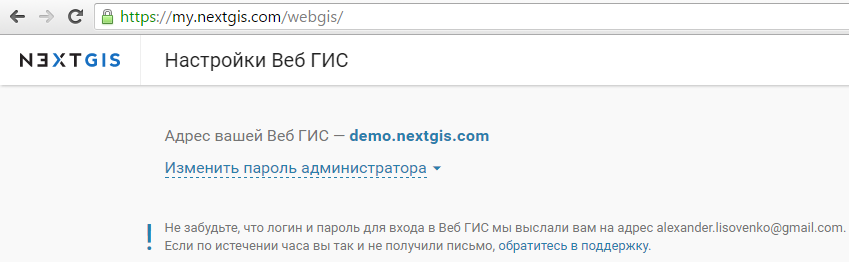 https://my.nextgis.com/webgis/
NEXTGIS Настройки Веб ГИС
Адрес вашей Веб ГИС — demo.nextgis.com
Изменить пароль администратора
! Не забудьте, что логин и пароль для входа в Веб ГИС мы выслали вам на адрес alexander.lisovenko@gmail.com.
Если по истечении часа вы так и не получили письмо, обратитесь в поддержку.